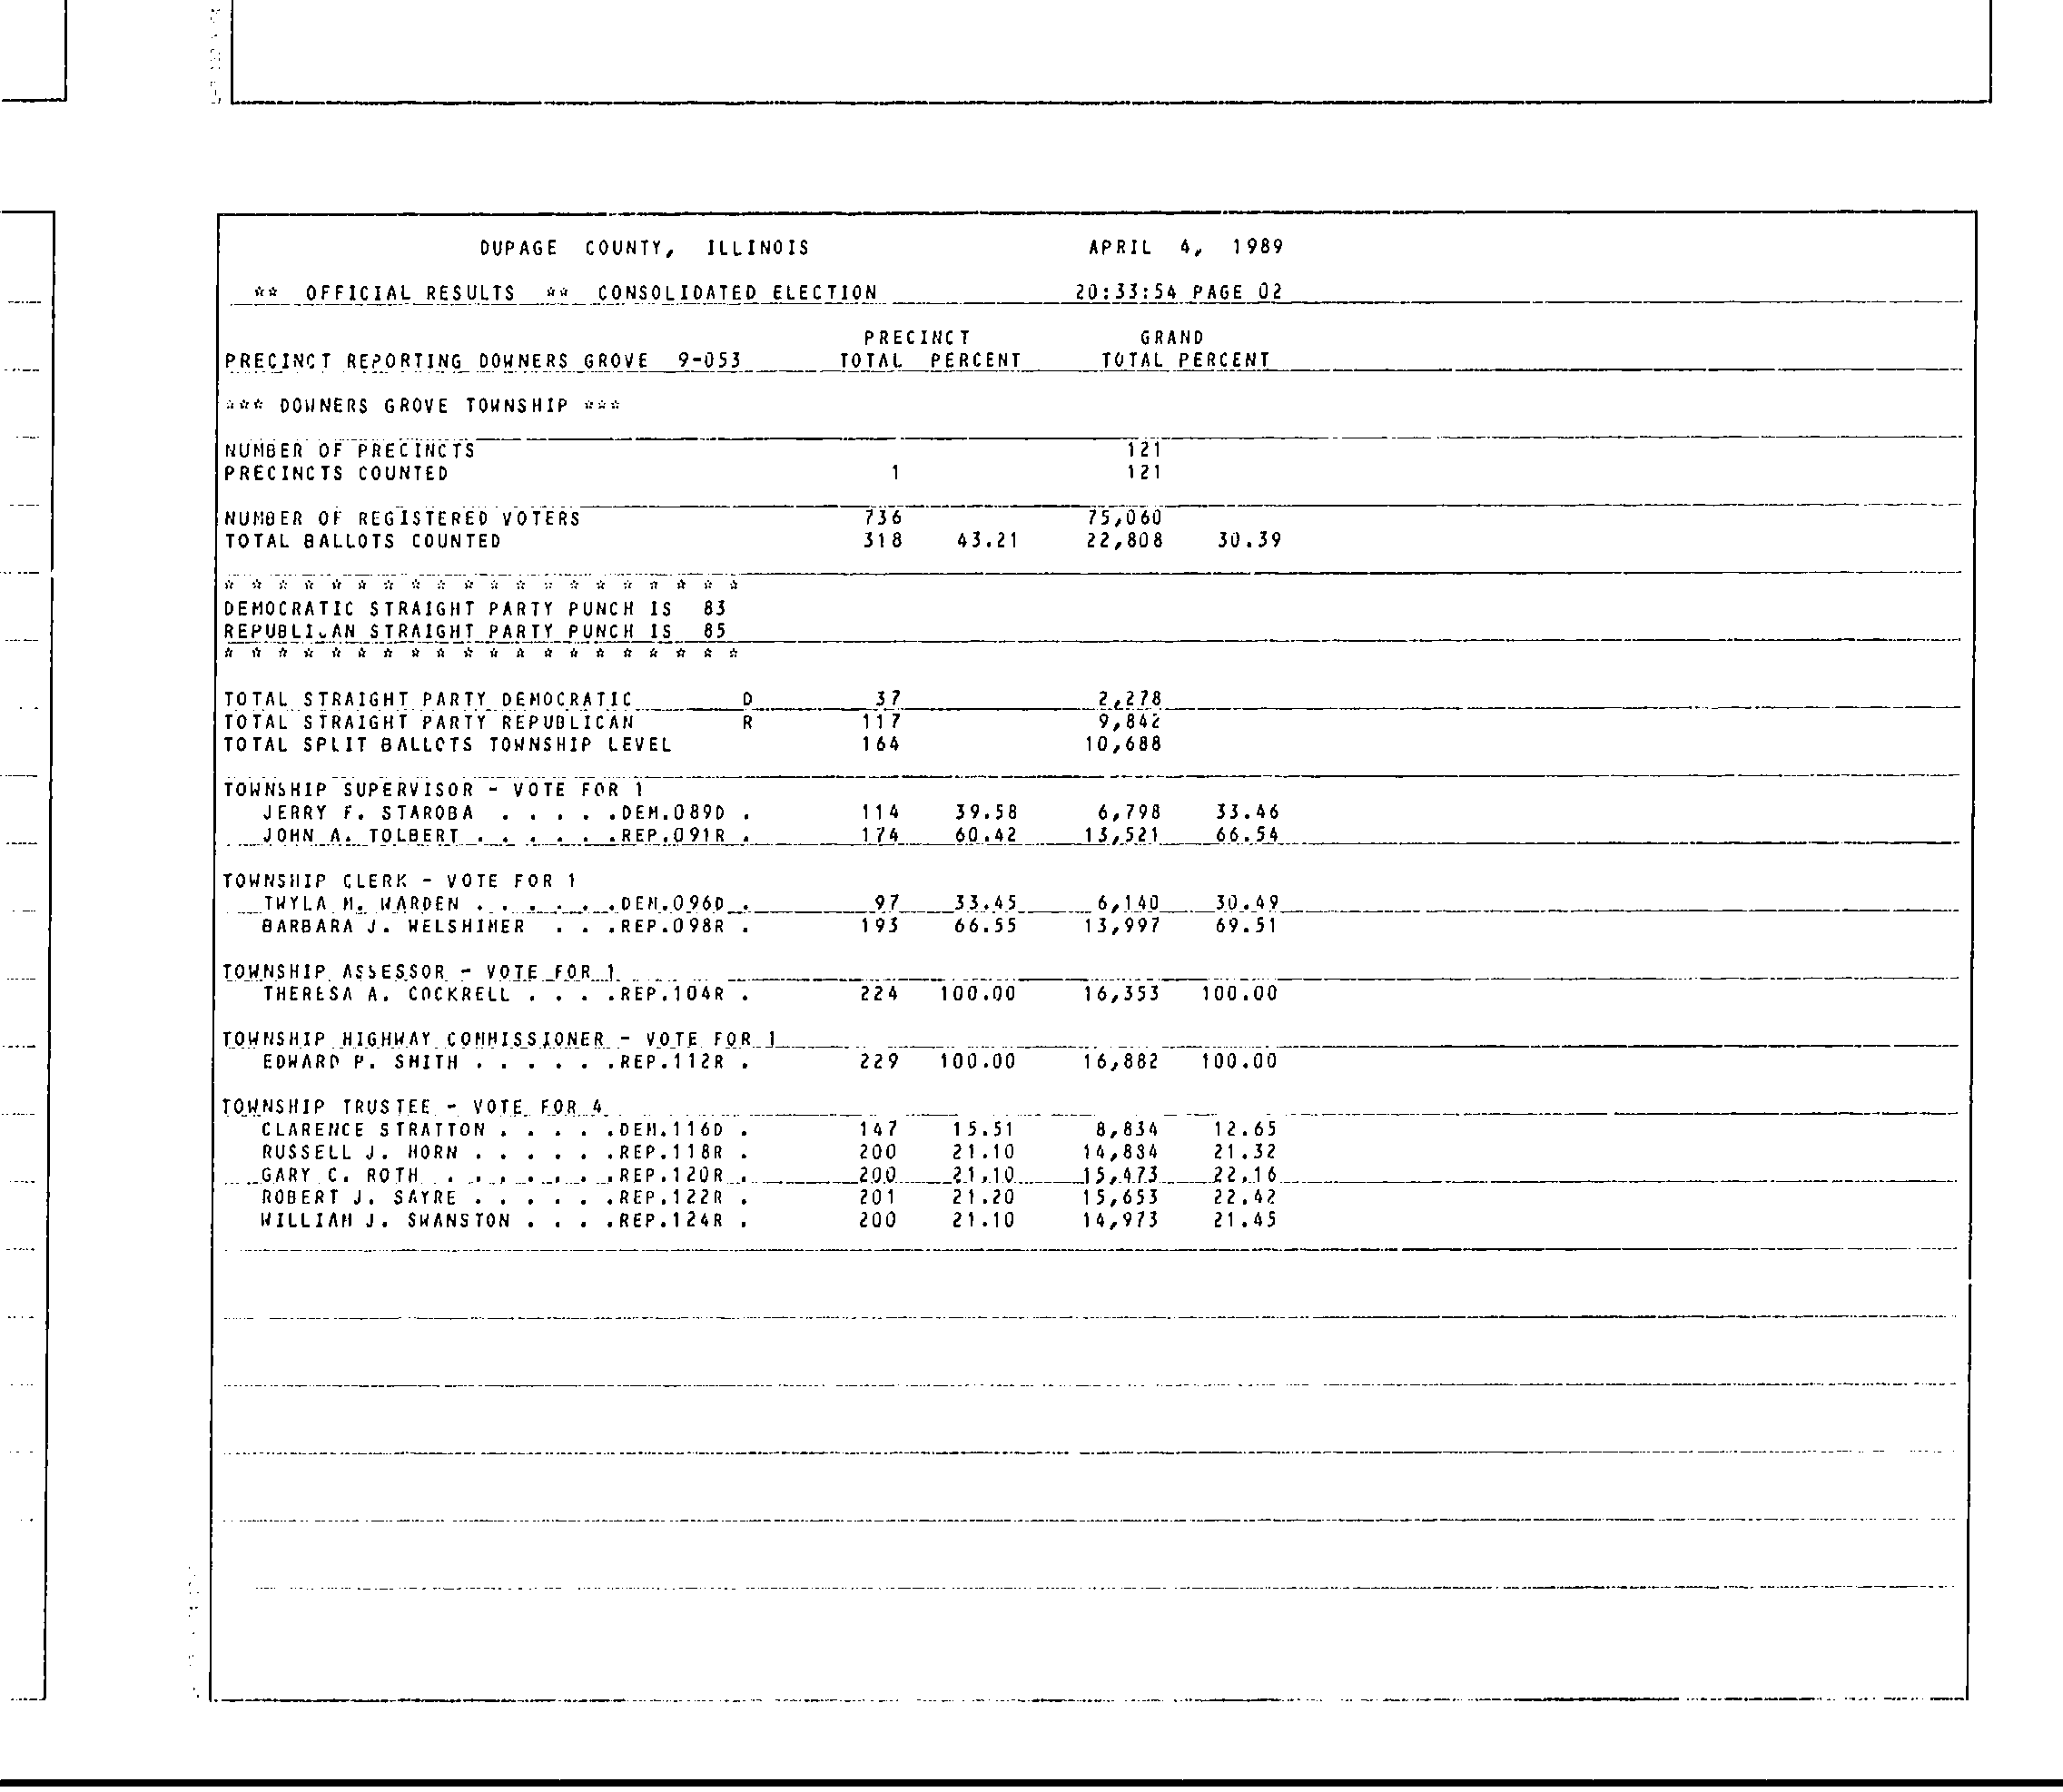 DUPAGE COUNTY, ILLINOIS APRIL 4, 1989
** OFFICIAL RESULTS ** CONSOLIDATED ELECTION 20:33:54 PAGE 02
PRECINCT GRAND
PRECINCT REPORTING DOWNERS GROVE 9-053 TOTAL PERCENT TOTAL PERCENT
*** DOWNERS GROVE TOWNSHIP ***
NUMBER OF PRECINCTS 121
PRECINCTS COUNTED 1 121
NUMBER OF REGISTERED VOTERS 736 75,060
TOTAL BALLOTS COUNTED 318 43.21 22,808 30.39
* * * * * * * * * * * * * * * * * * * *
DEMOCRATIC STRAIGHT PARTY PUNCH IS 83
REPUBLICAN STRAIGHT PARTY PUNCH IS 85
* * * * * * * * * * * * * * * * * * * *
TOTAL STRAIGHT PARTY DEMOCRATIC D 37 2,278
TOTAL STRAIGHT PARTY REPUBLICAN R 117 9,842
TOTAL SPLIT BALLOTS TOWNSHIP LEVEL 164 10,688
TOWNSHIP SUPERVISOR - VOTE FOR 1
JERRY F. STAROBA . . . . .DEM.089D . 114 39.58 6,798 33.46
JOHN A. TOLBERT . . . . . .REP.091R . 174 60.42 13,521 66.54
TOWNSHIP CLERK - VOTE FOR 1
TWYLA M. WARDEN . . . . . .DEM.096D . 97 33.45 6,140 30.49
BARBARA J. WELSHIMER . . .REP.098R . 193 66.55 13,997 69.51
TOWNSHIP ASSESSOR - VOTE FOR 1
THERESA A. COCKRELL . . . .REP.104R . 224 100.00 16,353 100.00
TOWNSHIP HIGHWAY COMMISSIONER - VOTE FOR 1
EDWARD P. SMITH . . . . . .REP.112R . 229 100.00 16,882 100.00
TOWNSHIP TRUSTEE - VOTE FOR 4
CLARENCE STRATTON . . . . .DEM.116D . 147 15.51 8,834 12.65
RUSSELL J. HORN . . . . . .REP.118R . 200 21.10 14,884 21.32
GARY C. ROTH . . . . . . .REP.120R . 200 21.10 15,473 22.16
ROBERT J. SAYRE . . . . . .REP.122R . 201 21.20 15,653 22.42
WILLIAM J. SWANSTON . . . .REP.124R . 200 21.10 14,973 21.45